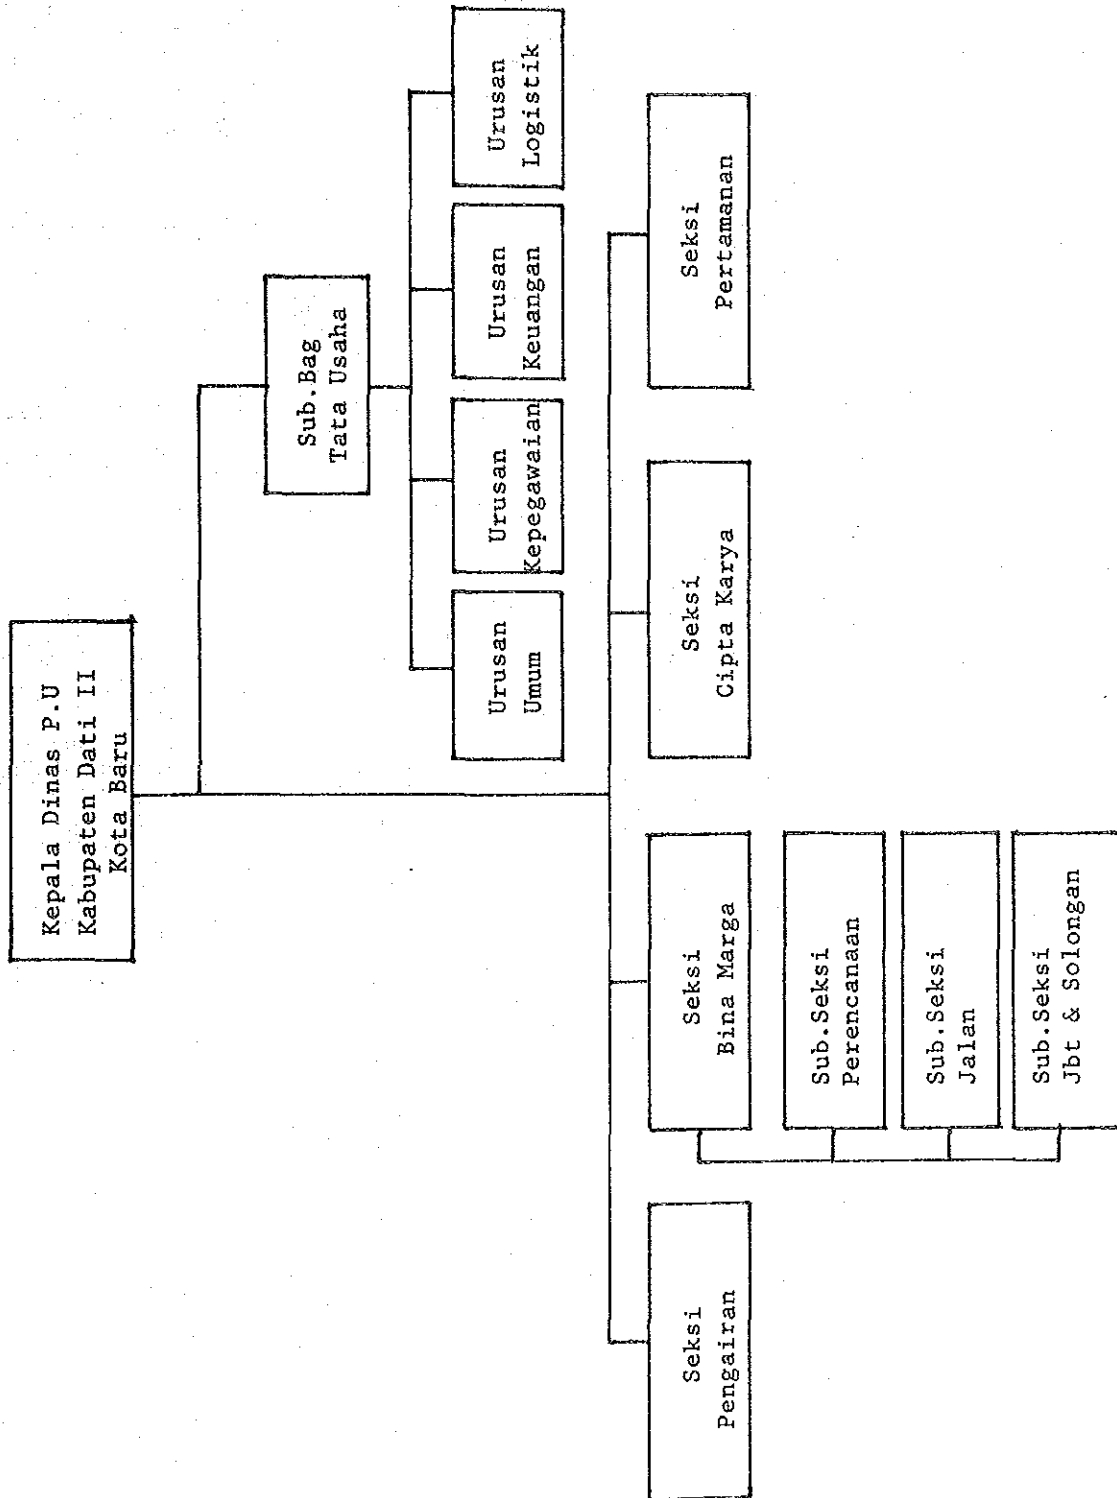 Kepala Dinas P.U
Kabupaten Dati II
Kota Baru
Sub.Bag
Tata Usaha
Urusan
Umum
Urusan
Kepegawaian
Urusan
Keuangan
Urusan
Logistik
Seksi
Pengairan
Seksi
Bina Marga
Seksi
Cipta Karya
Seksi
Pertamanan
Sub.Seksi
Perencanaan
Sub.Seksi
Jalan
Sub.Seksi
Jbt & Solongan